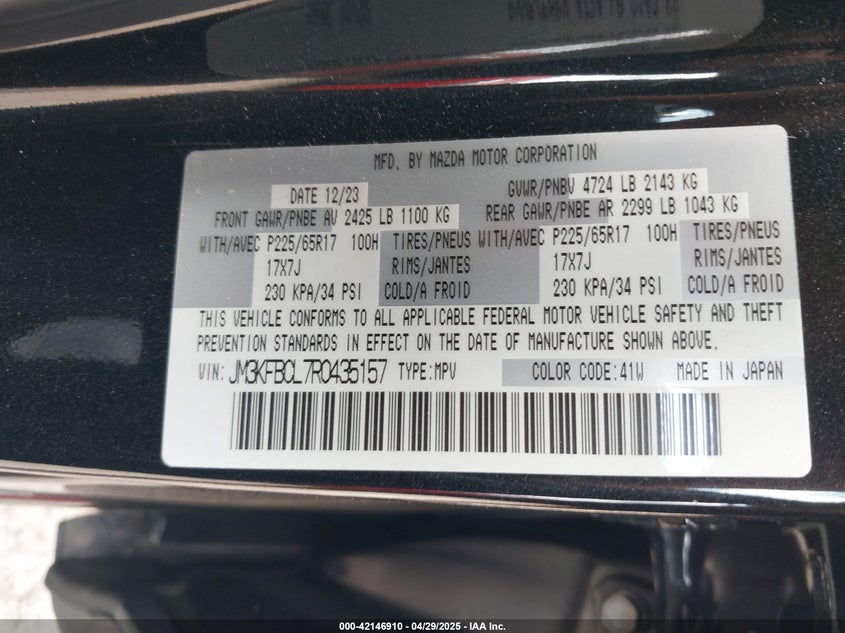 MFD. BY MAZDA MOTOR CORPORATION
DATE 12/23 GVWR/PNBV 4724 LB 2143 KG
FRONT GAWR/PNBE AV 2425 LB 1100 KG REAR GAWR/PNBE AR 2299 LB 1043 KG
WITH/AVEC P225/65R17 100H TIRES/PNEUS WITH/AVEC P225/65R17 100H TIRES/PNEUS
17X7J RIMS/JANTES 17X7J RIMS/JANTES
230 KPA/34 PSI COLD/A FROID 230 KPA/34 PSI COLD/A FROID
THIS VEHICLE CONFORMS TO ALL APPLICABLE FEDERAL MOTOR VEHICLE SAFETY AND THEFT
PREVENTION STANDARDS IN EFFECT ON THE DATE OF MANUFACTURE SHOWN ABOVE.
VIN: JM3KFBCL7R0435157 TYPE:MPV COLOR CODE:41W MADE IN JAPAN
000-42146910 - 04/29/2025 - IAA Inc.